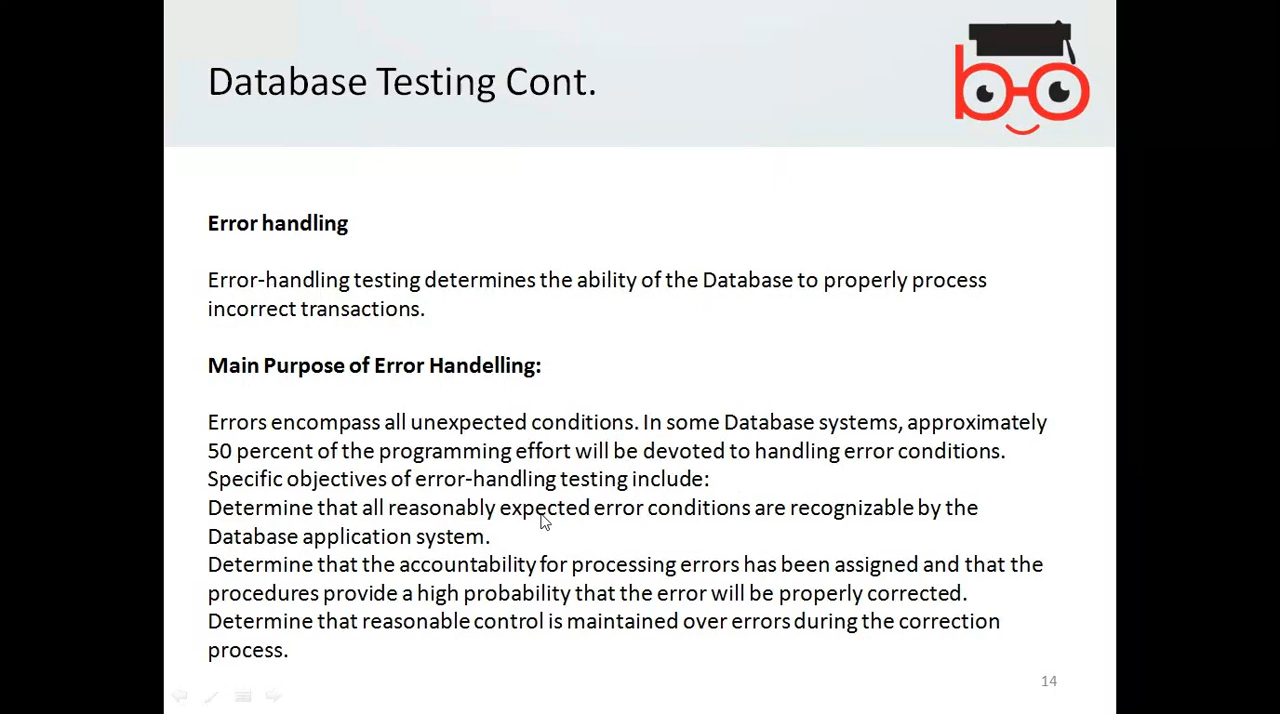 Database Testing Cont.
Error handling
Error-handling testing determines the ability of the Database to properly process
incorrect transactions.
Main Purpose of Error Handelling:
Errors encompass all unexpected conditions. In some Database systems, approximately
50 percent of the programming effort will be devoted to handling error conditions.
Specific objectives of error-handling testing include:
Determine that all reasonably expected error conditions are recognizable by the
Database application system.
Determine that the accountability for processing errors has been assigned and that the
procedures provide a high probability that the error will be properly corrected.
Determine that reasonable control is maintained over errors during the correction
process.
14